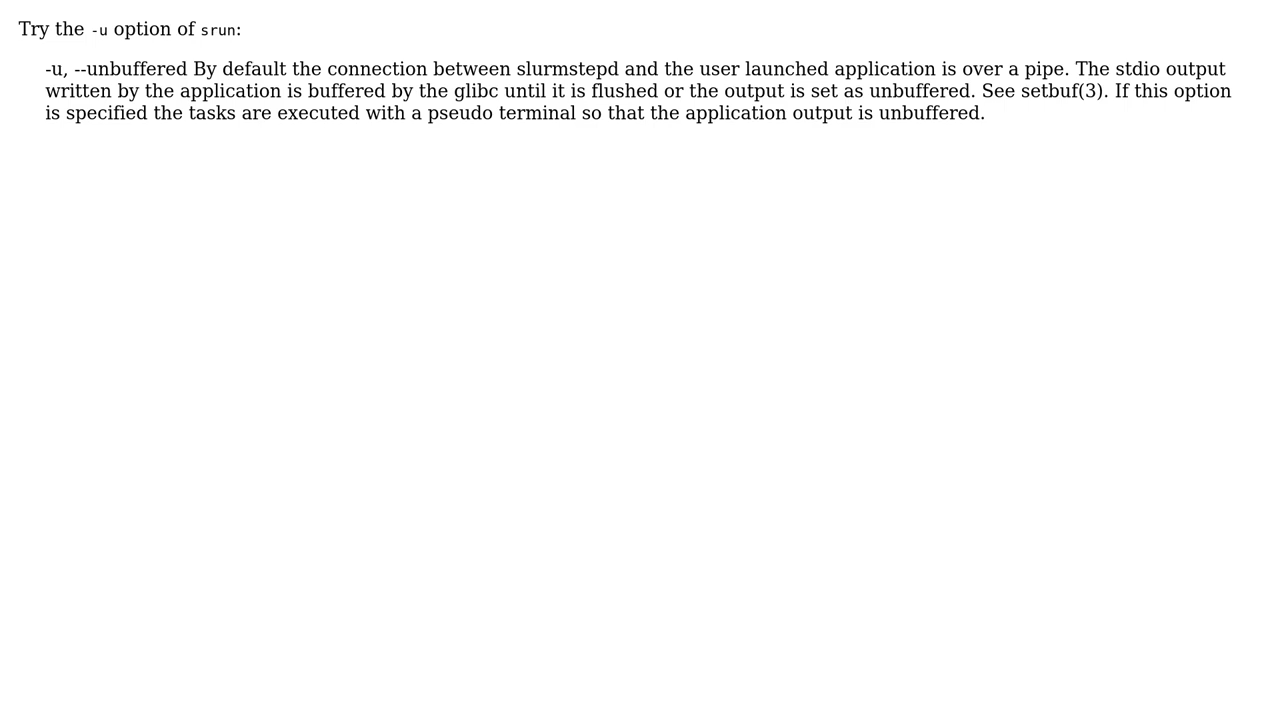 Try the -u option of srun:
-u, --unbuffered By default the connection between slurmstepd and the user launched application is over a pipe. The stdio output
written by the application is buffered by the glibc until it is flushed or the output is set as unbuffered. See setbuf(3). If this option
is specified the tasks are executed with a pseudo terminal so that the application output is unbuffered.